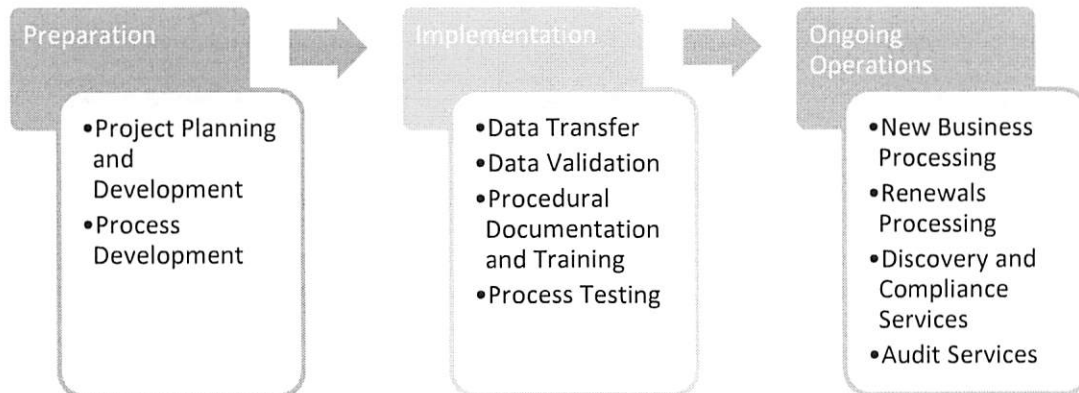 Preparation
•Project Planning
and
Development
•Process
Development
Implementation
•Data Transfer
•Data Validation
•Procedural
Documentation
and Training
•Process Testing
Ongoing
Operations
•New Business
Processing
•Renewals
Processing
•Discovery and
Compliance
Services
•Audit Services